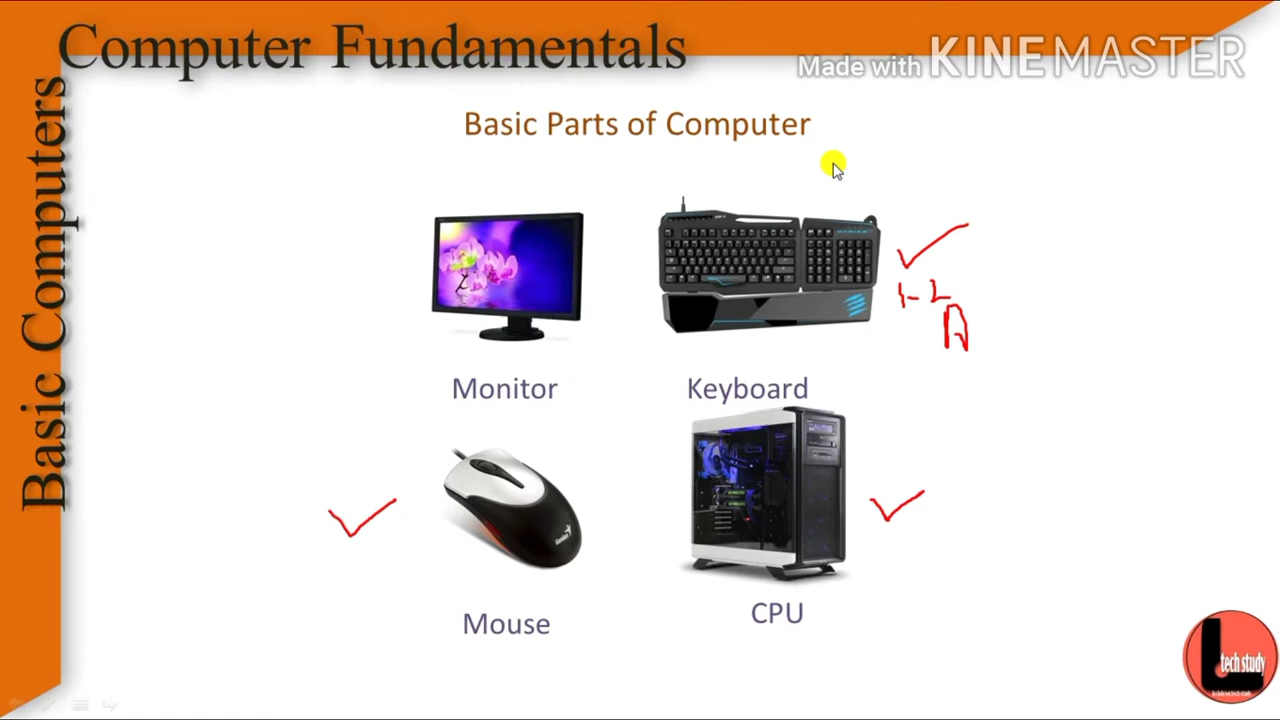 Computer Fundamentals
Made with KINEMASTER
Basic Computers
Basic Parts of Computer
Monitor
Keyboard
Mouse
CPU
tech study